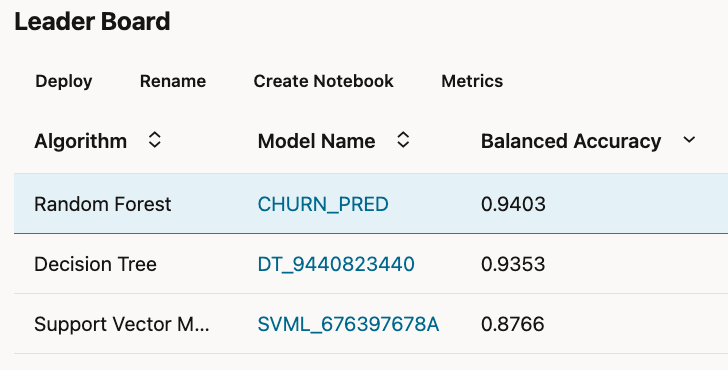 Leader Board
Deploy Rename Create Notebook Metrics
Algorithm Model Name Balanced Accuracy
Random Forest CHURN_PRED 0.9403
Decision Tree DT_9440823440 0.9353
Support Vector M... SVML_676397678A 0.8766